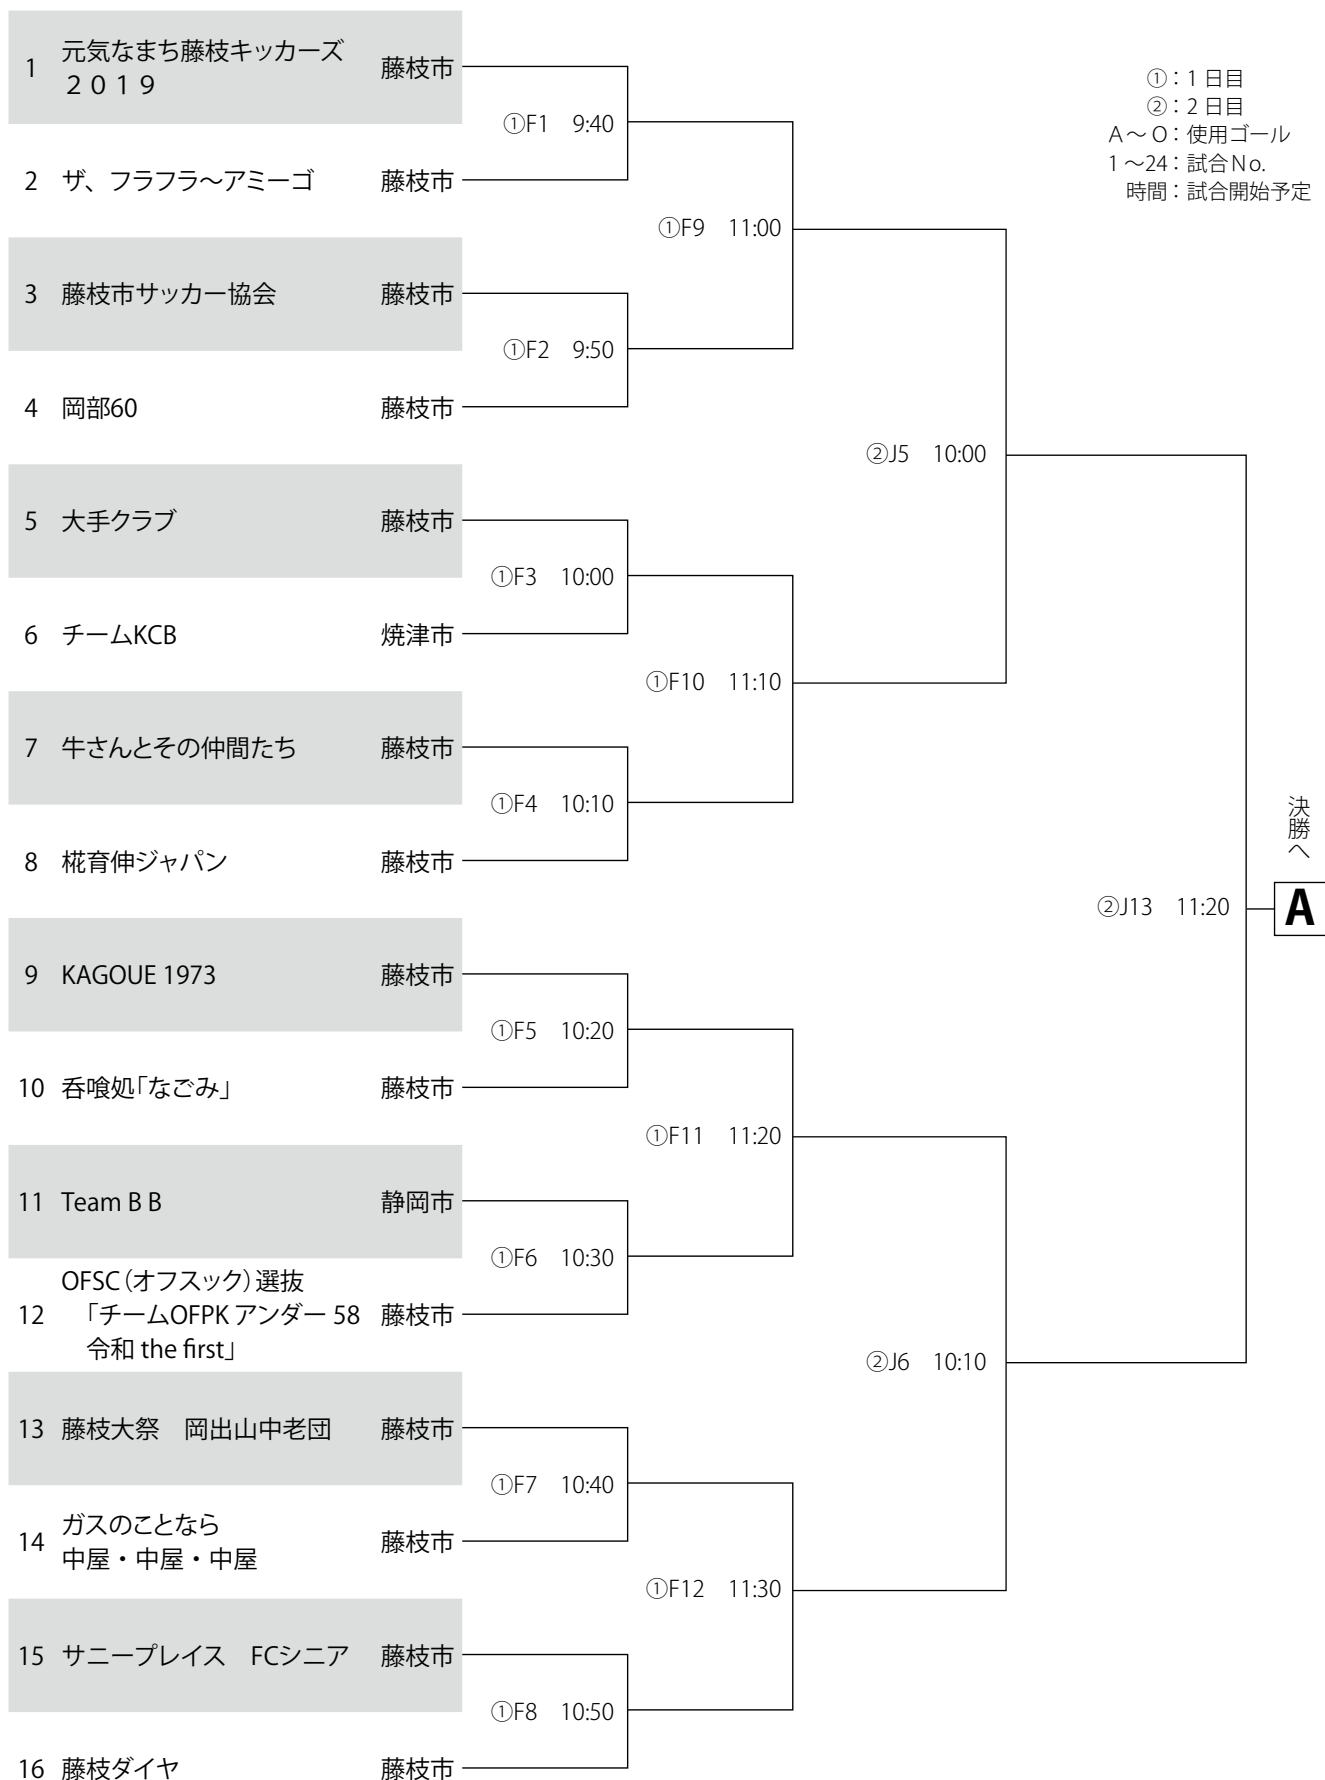 ①：1 日目
②：2 日目
A～O：使用ゴール
1～24：試合No.
時間：試合開始予定
1 元気なまち藤枝キッカーズ 藤枝市
２０１９
①F1 9:40
2 ザ、フラフラ～アミーゴ 藤枝市
①F9 11:00
3 藤枝市サッカー協会 藤枝市
①F2 9:50
4 岡部60 藤枝市
②J5 10:00
5 大手クラブ 藤枝市
①F3 10:00
6 チームKCB 焼津市
①F10 11:10
7 牛さんとその仲間たち 藤枝市
①F4 10:10
8 椛育伸ジャパン 藤枝市
決勝へ
A
②J13 11:20
9 KAGOUE 1973 藤枝市
①F5 10:20
10 呑喰処「なごみ」 藤枝市
①F11 11:20
11 Team B B 静岡市
①F6 10:30
OFSC（オフスック）選抜
12 「チームOFPK アンダー 58 藤枝市
令和 the first」
②J6 10:10
13 藤枝大祭　岡出山中老団 藤枝市
①F7 10:40
ガスのことなら
14 中屋・中屋・中屋 藤枝市
①F12 11:30
15 サニープレイス　FCシニア 藤枝市
①F8 10:50
16 藤枝ダイヤ 藤枝市